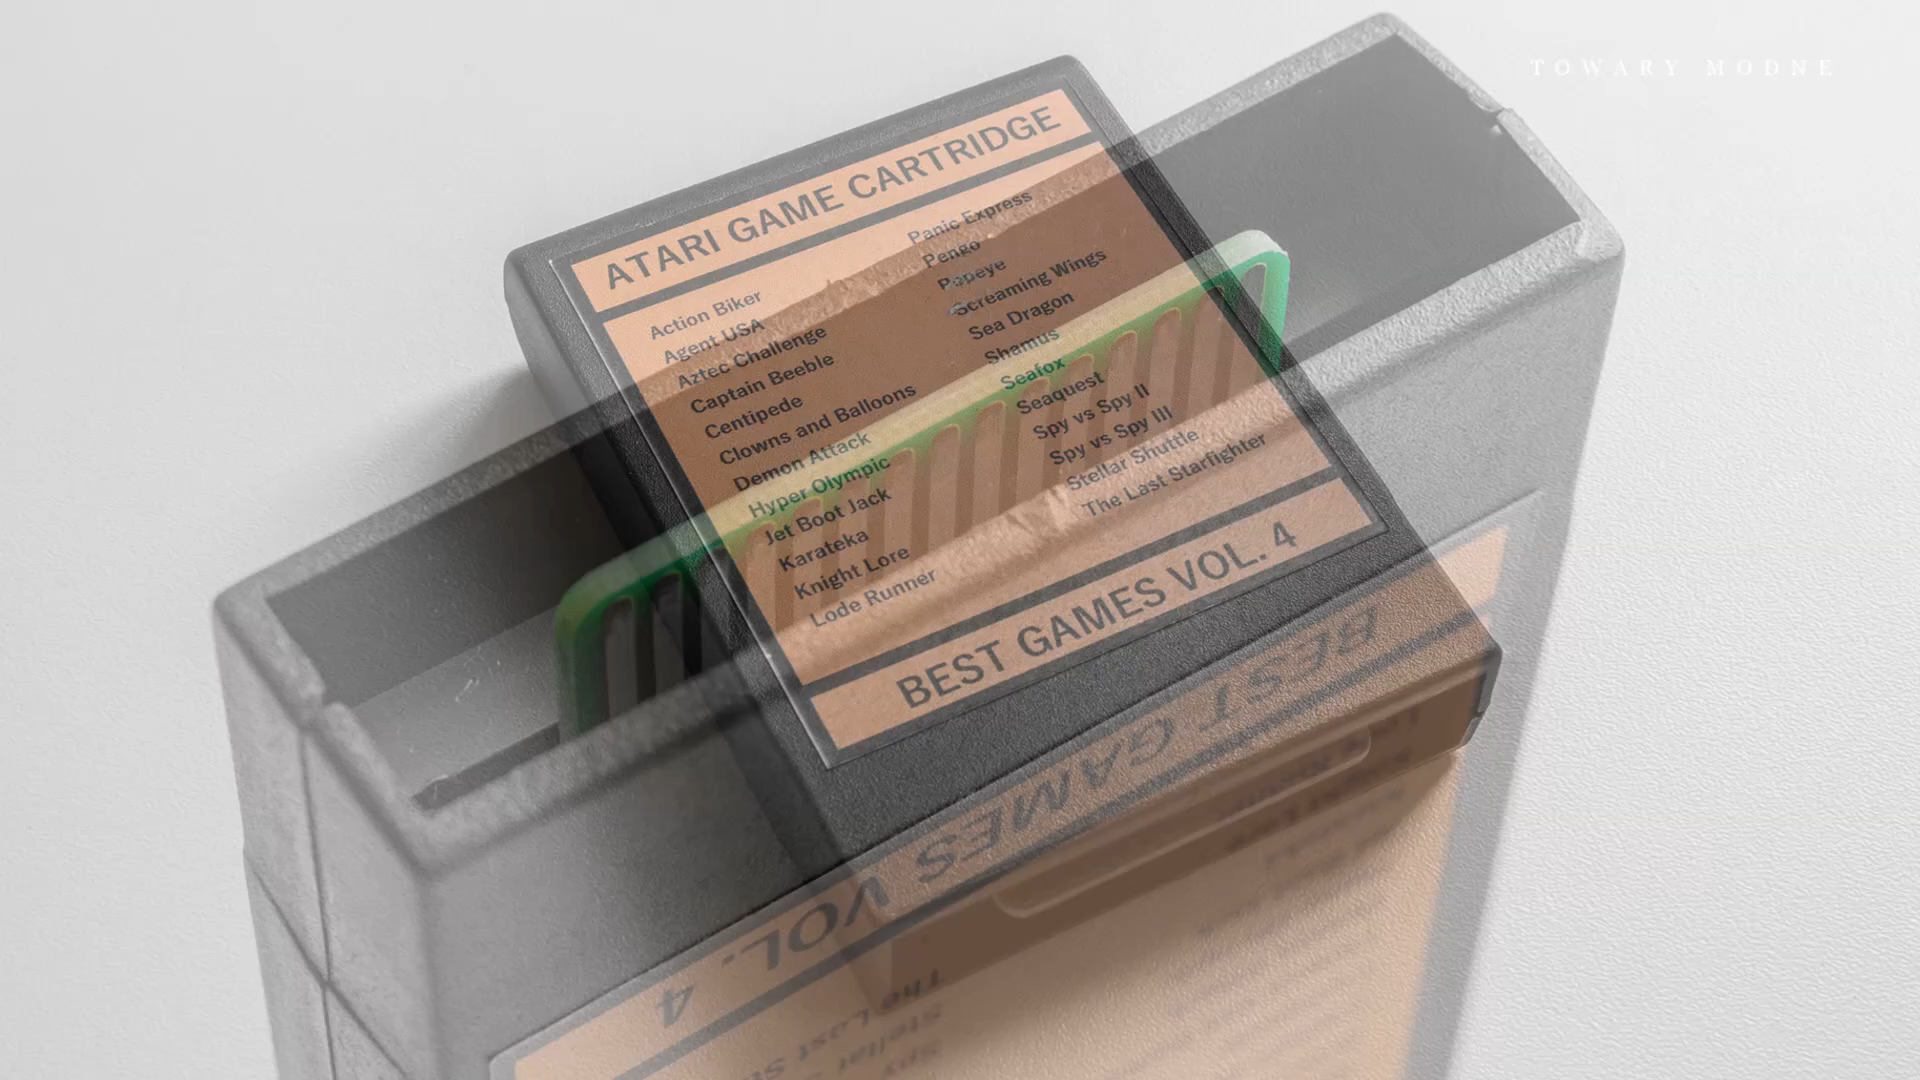 TOWARY MODNE
ATARI GAME CARTRIDGE
Action Biker
Agent USA
Aztec Challenge
Captain Beeble
Centipede
Clowns and Balloons
Demon Attack
Hyper Olympic
Jet Boot Jack
Karateka
Knight Lore
Lode Runner
Panic Express
Pengo
Popeye
Screaming Wings
Sea Dragon
Shamus
Seafox
Seaquest
Spy vs Spy II
Spy vs Spy III
Stellar Shuttle
The Last Starfighter
BEST GAMES VOL. 4
BEST GAMES VOL. 4
The Last
Stellar